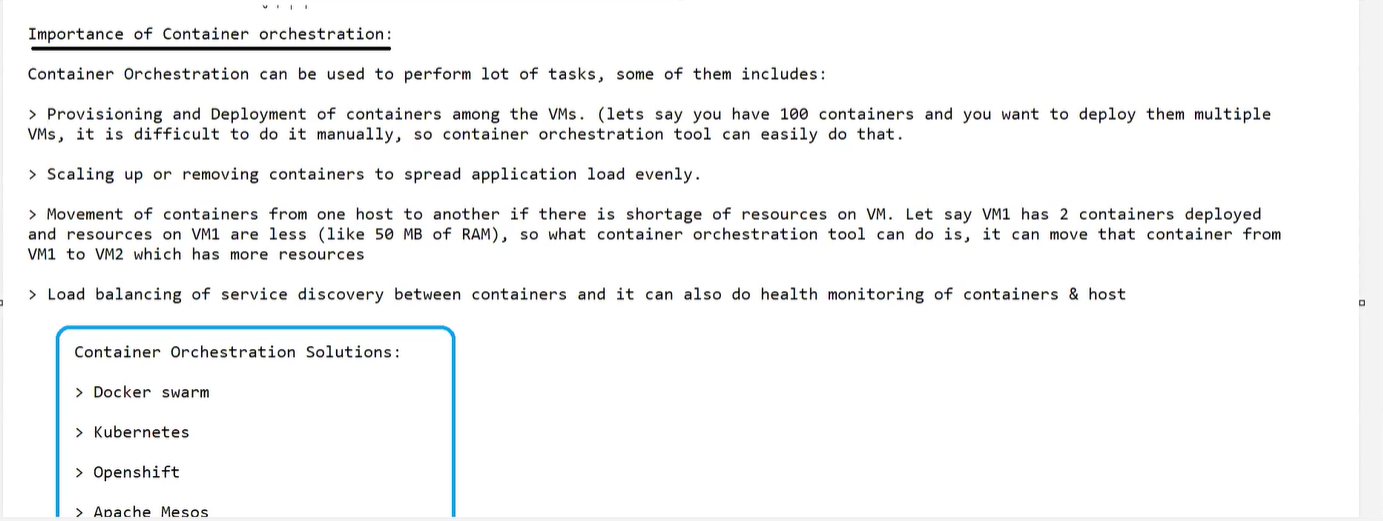 Importance of Container orchestration:
Container Orchestration can be used to perform lot of tasks, some of them includes:
> Provisioning and Deployment of containers among the VMs. (lets say you have 100 containers and you want to deploy them multiple
VMs, it is difficult to do it manually, so container orchestration tool can easily do that.
> Scaling up or removing containers to spread application load evenly.
> Movement of containers from one host to another if there is shortage of resources on VM. Let say VM1 has 2 containers deployed
and resources on VM1 are less (like 50 MB of RAM), so what container orchestration tool can do is, it can move that container from
VM1 to VM2 which has more resources
> Load balancing of service discovery between containers and it can also do health monitoring of containers & host
Container Orchestration Solutions:
> Docker swarm
> Kubernetes
> Openshift
> Apache Mesos